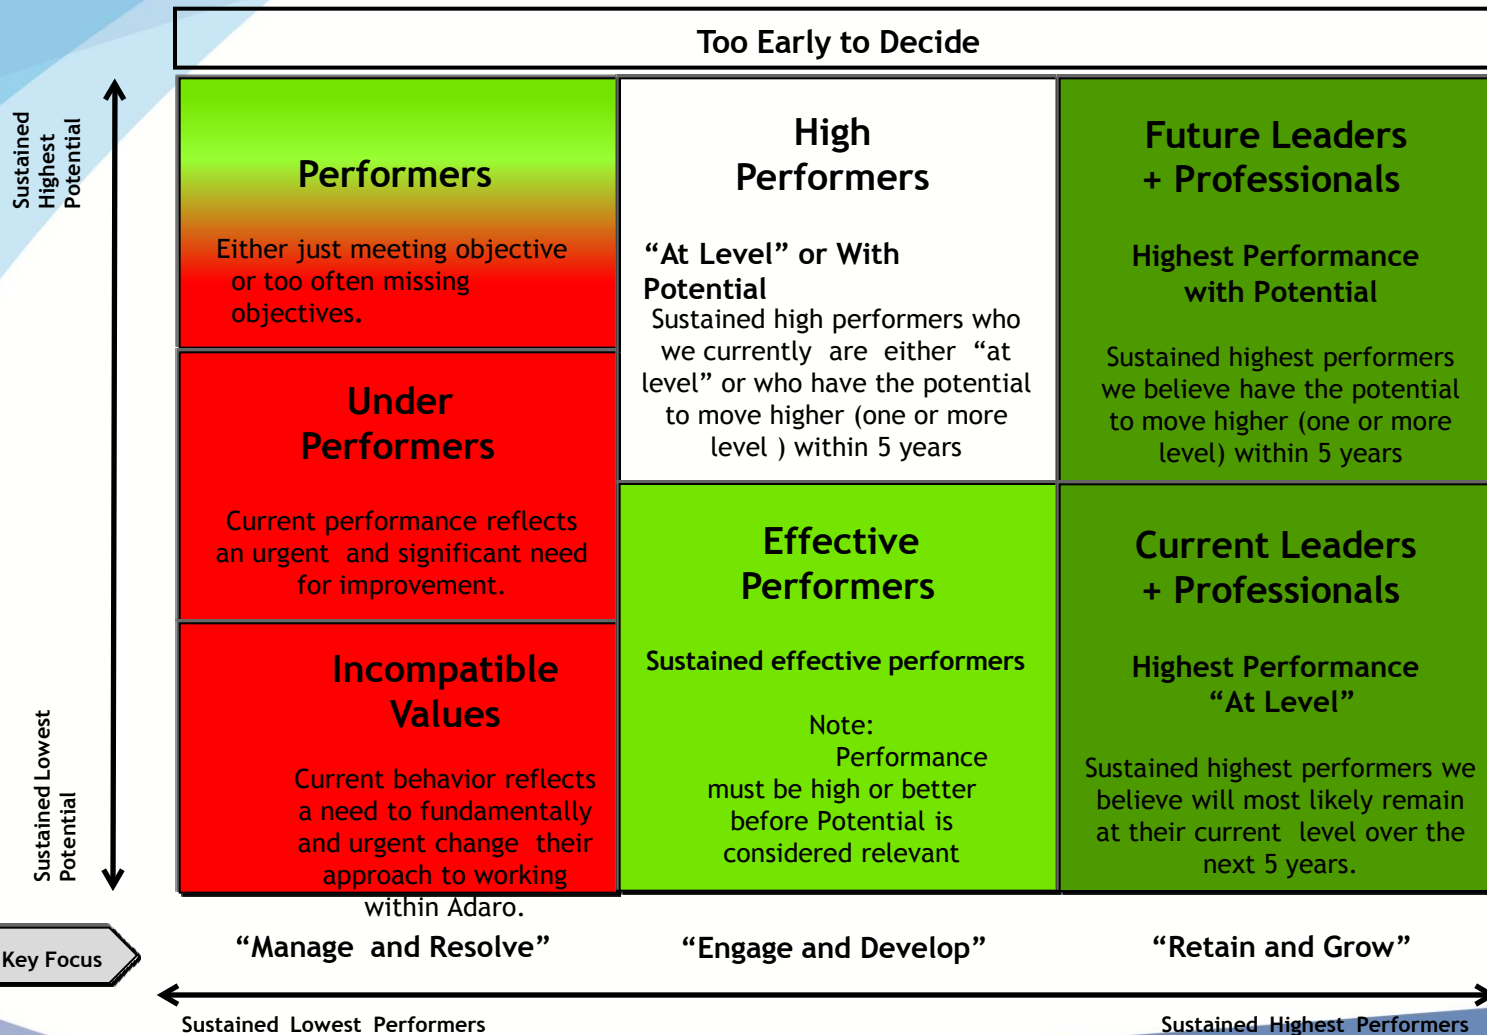 Too Early to Decide
Sustained
Highest
Potential
Performers
Either just meeting objective
or too often missing
objectives.
Under
Performers
Current performance reflects
an urgent and significant need
for improvement.
Incompatible
Values
Current behavior reflects
a need to fundamentally
and urgent change their
approach to working
within Adaro.
High
Performers
“At Level” or With
Potential
Sustained high performers who
we currently are either “at
level” or who have the potential
to move higher (one or more
level ) within 5 years
Effective
Performers
Sustained effective performers
Note:
Performance
must be high or better
before Potential is
considered relevant
Future Leaders
+ Professionals
Highest Performance
with Potential
Sustained highest performers
we believe have the potential
to move higher (one or more
level) within 5 years
Current Leaders
+ Professionals
Highest Performance
“At Level”
Sustained highest performers we
believe will most likely remain
at their current level over the
next 5 years.
Sustained Lowest
Potential
Key Focus
“Manage and Resolve”
“Engage and Develop”
“Retain and Grow”
Sustained Lowest Performers
Sustained Highest Performers